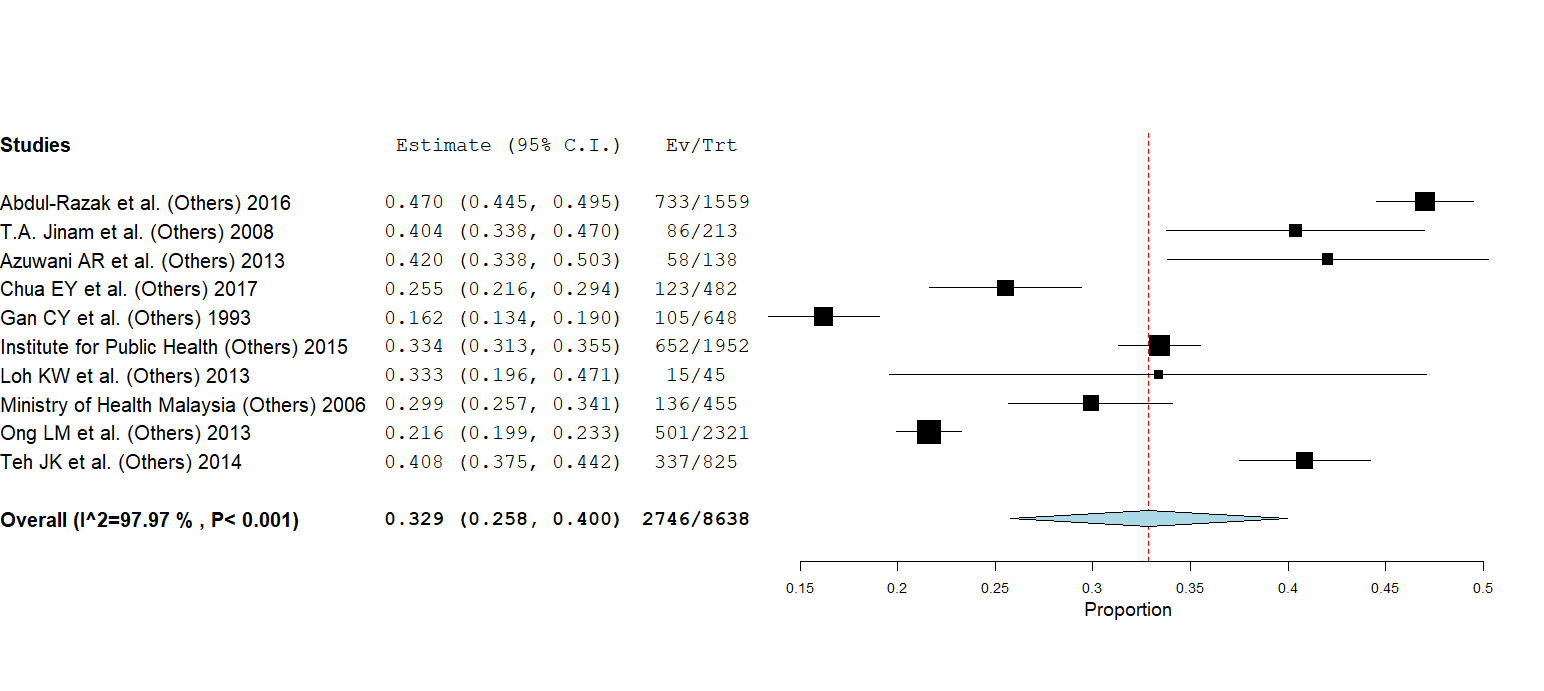 Studies Estimate (95% C.I.) Ev/Trt
Abdul-Razak et al. (Others) 2016 0.470 (0.445, 0.495) 733/1559
T.A. Jinam et al. (Others) 2008 0.404 (0.338, 0.470) 86/213
Azuwani AR et al. (Others) 2013 0.420 (0.338, 0.503) 58/138
Chua EY et al. (Others) 2017 0.255 (0.216, 0.294) 123/482
Gan CY et al. (Others) 1993 0.162 (0.134, 0.190) 105/648
Institute for Public Health (Others) 2015 0.334 (0.313, 0.355) 652/1952
Loh KW et al. (Others) 2013 0.333 (0.196, 0.471) 15/45
Ministry of Health Malaysia (Others) 2006 0.299 (0.257, 0.341) 136/455
Ong LM et al. (Others) 2013 0.216 (0.199, 0.233) 501/2321
Teh JK et al. (Others) 2014 0.408 (0.375, 0.442) 337/825
Overall (I^2=97.97 % , P< 0.001) 0.329 (0.258, 0.400) 2746/8638
0.15 0.2 0.25 0.3 0.35 0.4 0.45 0.5
Proportion